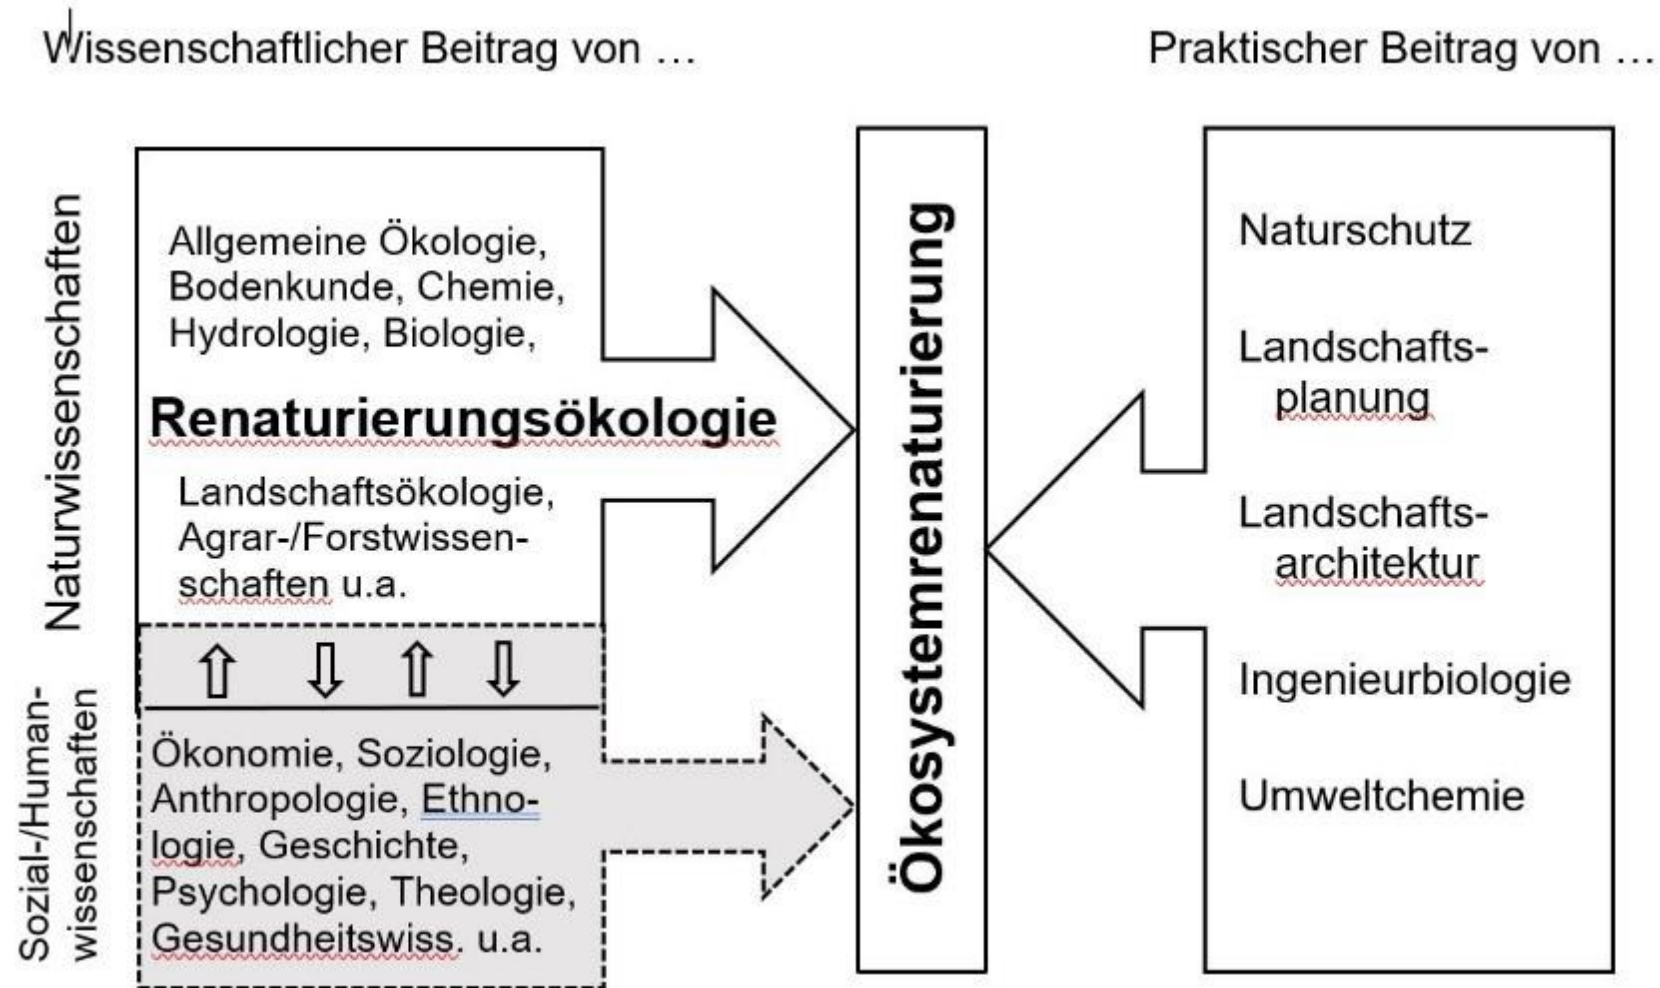 Wissenschaftlicher Beitrag von …
Praktischer Beitrag von …
Naturwissenschaften
Allgemeine Ökologie,
Bodenkunde, Chemie,
Hydrologie, Biologie,
Renaturierungsökologie
Landschaftsökologie,
Agrar-/Forstwissen-
schaften u.a.
Sozial-/Human-
wissenschaften
Ökonomie, Soziologie,
Anthropologie, Ethno-
logie, Geschichte,
Psychologie, Theologie,
Gesundheitswiss. u.a.
Ökosystemrenaturierung
Naturschutz
Landschafts-
planung
Landschafts-
architektur
Ingenieurbiologie
Umweltchemie